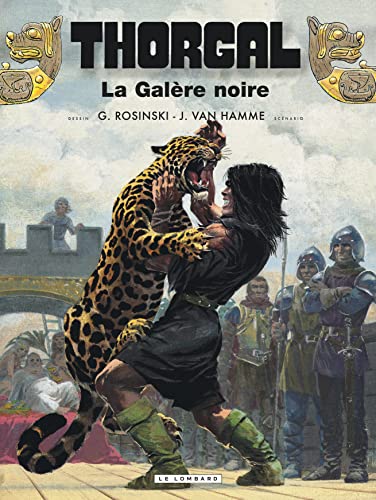 THORGAL
La Galère noire
DESSIN G. ROSINSKI - J. VAN HAMME SCÉNARIO
LE LOMBARD